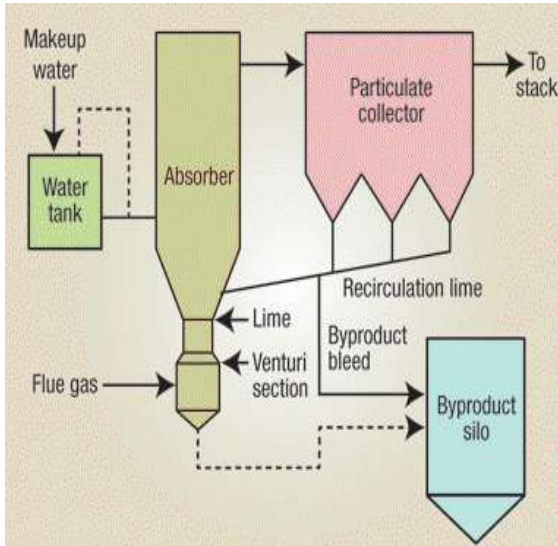 Makeup
water
To
stack
Particulate
collector
Absorber
Water
tank
Recirculation lime
Lime
Byproduct
bleed
Venturi
section
Flue gas
Byproduct
silo